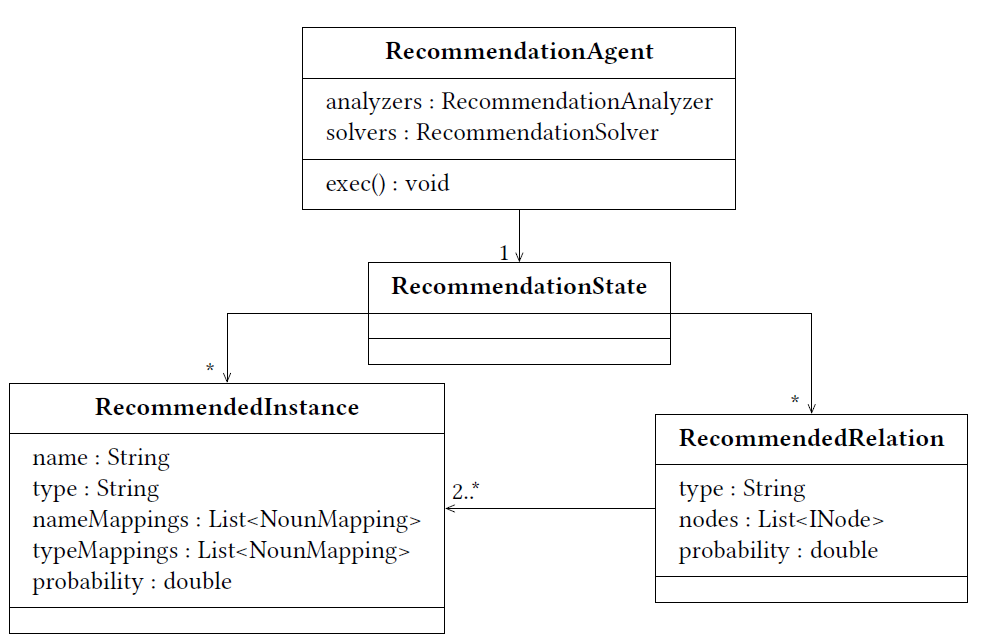 RecommendationAgent
analyzers : RecommendationAnalyzer
solvers : RecommendationSolver
exec() : void
1
RecommendationState
*
*
RecommendedInstance
name : String
type : String
nameMappings : List<NounMapping>
typeMappings : List<NounMapping>
probability : double
2..*
RecommendedRelation
type : String
nodes : List<INode>
probability : double